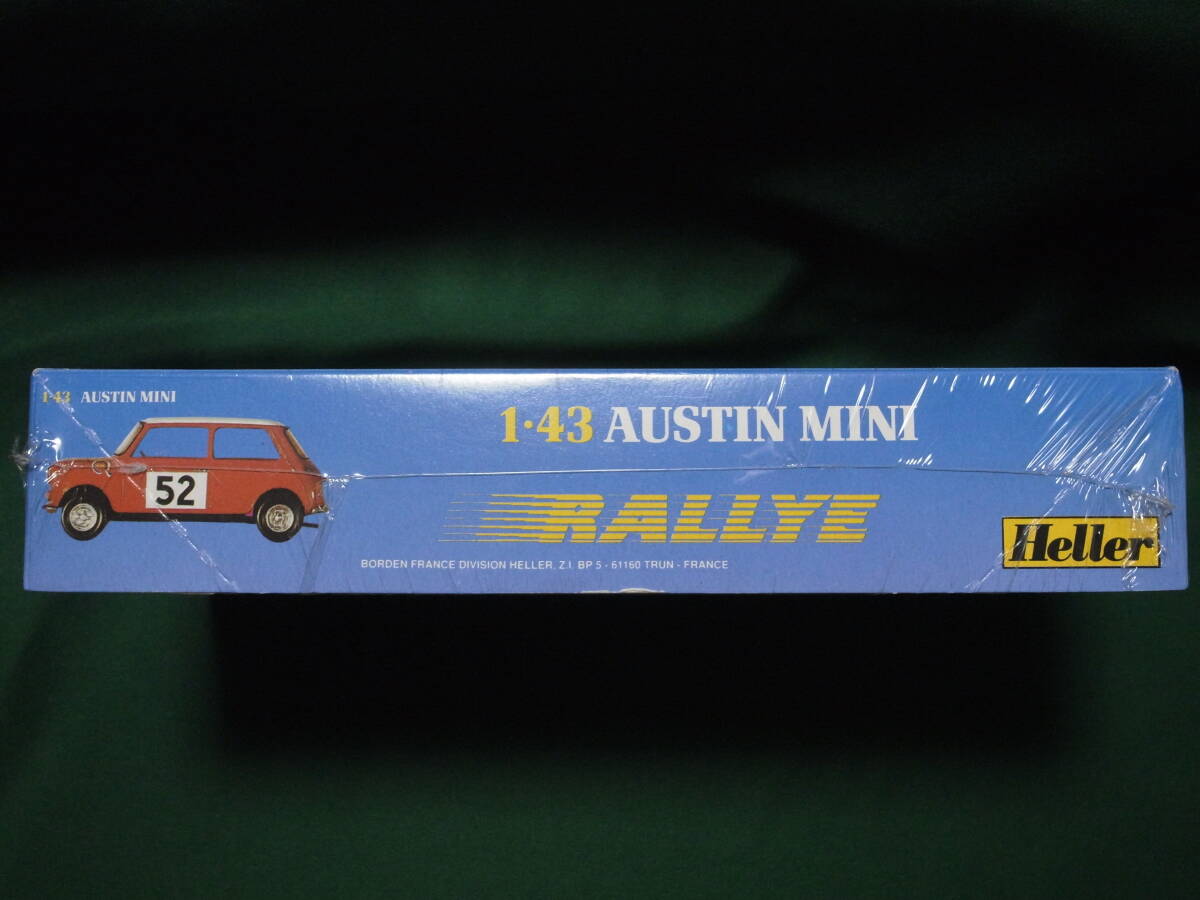 1·43 AUSTIN MINI
52
1·43 AUSTIN MINI
RALLYE
BORDEN FRANCE DIVISION HELLER, Z.I. BP 5 - 61160 TRUN - FRANCE
Heller